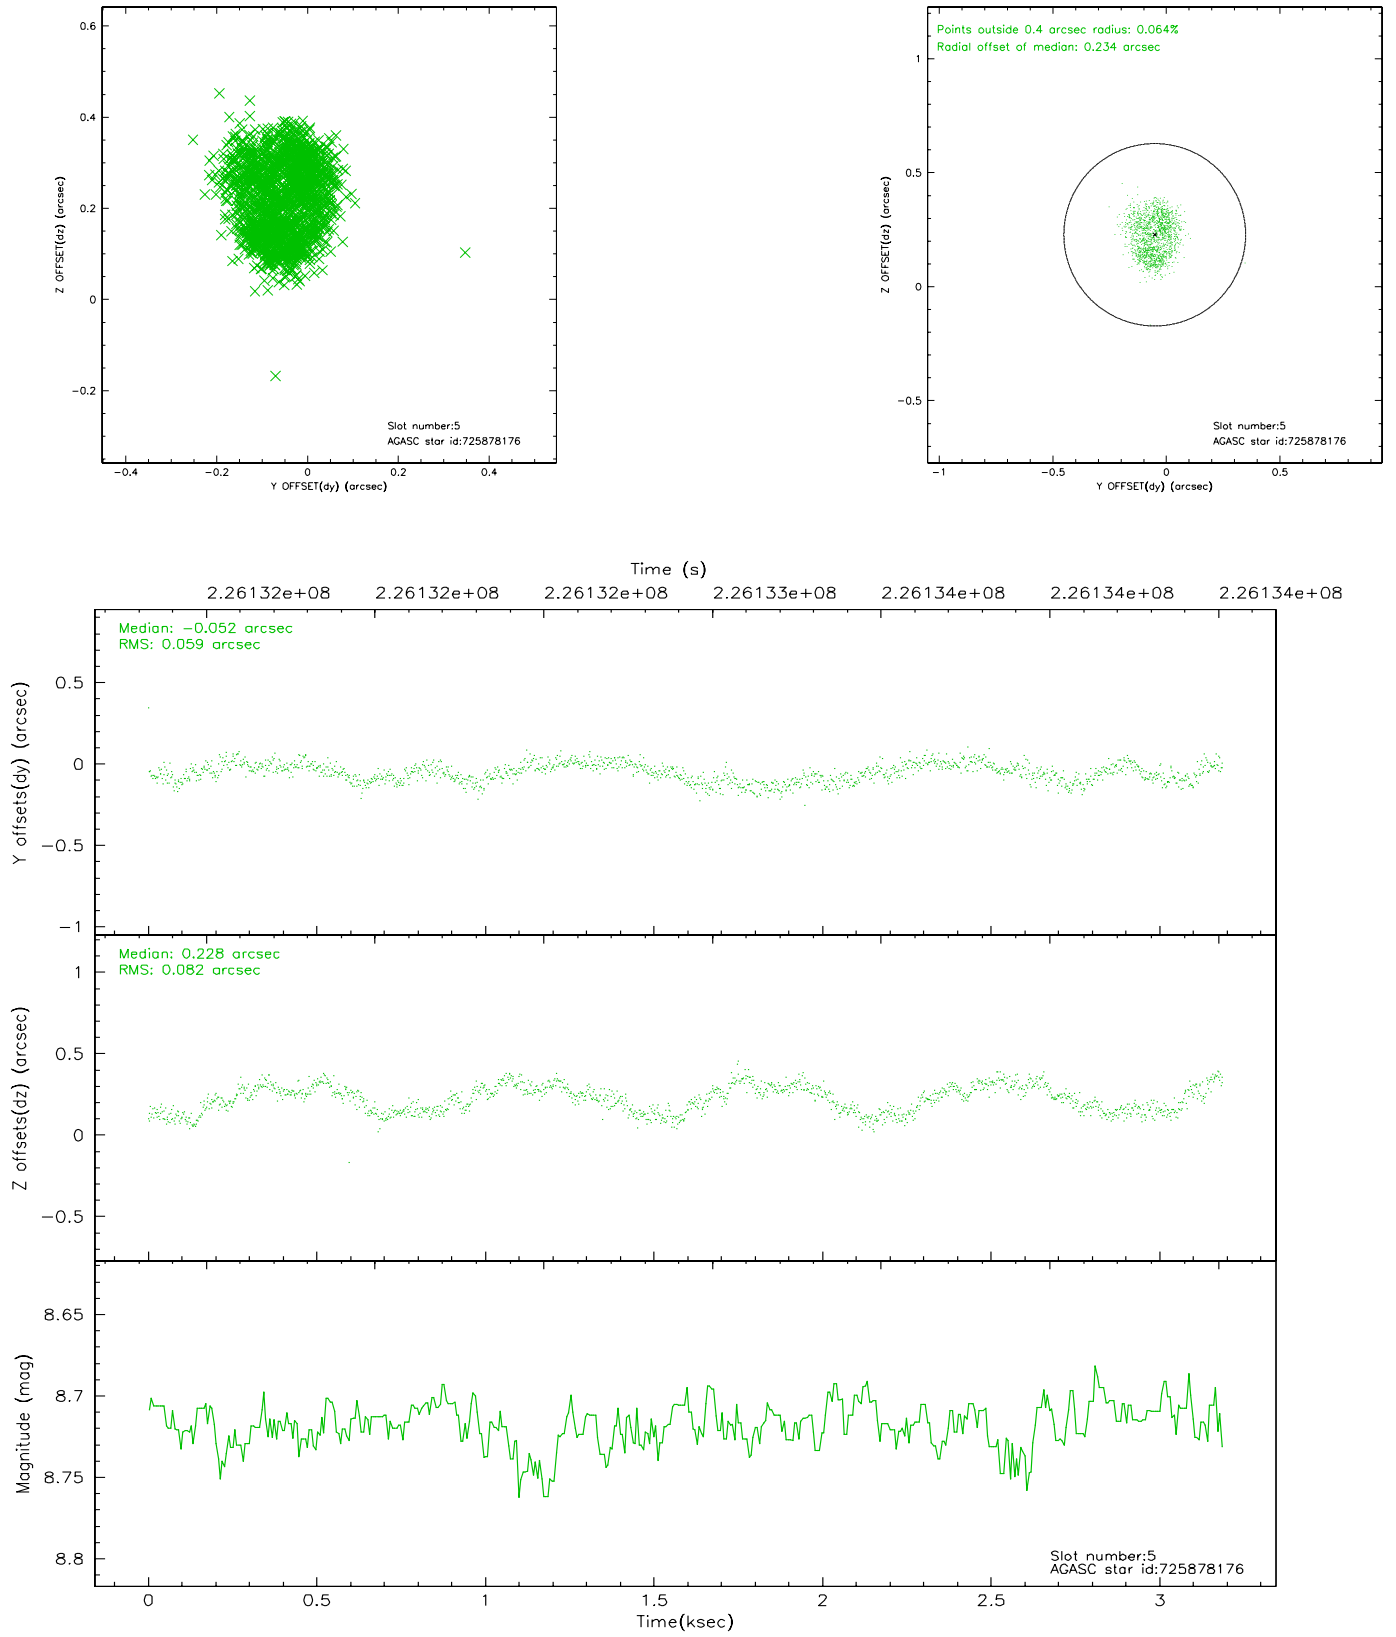 0.6
0.4
0.2
0
−0.2
Z OFFSET(dz) (arcsec)
Slot number:5
AGASC star id:725878176
−0.4 −0.2 0 0.2 0.4
Y OFFSET(dy) (arcsec)
Points outside 0.4 arcsec radius: 0.064%
Radial offset of median: 0.234 arcsec
1
0.5
0
−0.5
Z OFFSET(dz) (arcsec)
Slot number:5
AGASC star id:725878176
−1 −0.5 0 0.5
Y OFFSET(dy) (arcsec)
Time (s)
2.26132e+08 2.26132e+08 2.26132e+08 2.26133e+08 2.26134e+08 2.26134e+08 2.26134e+08
Median: −0.052 arcsec
RMS: 0.059 arcsec
0.5
0
−0.5
−1
Y offsets(dy) (arcsec)
Median: 0.228 arcsec
RMS: 0.082 arcsec
1
0.5
0
−0.5
Z offsets(dz) (arcsec)
8.65
8.7
8.75
8.8
Magnitude (mag)
Slot number:5
AGASC star id:725878176
0 0.5 1 1.5 2 2.5 3
Time(ksec)